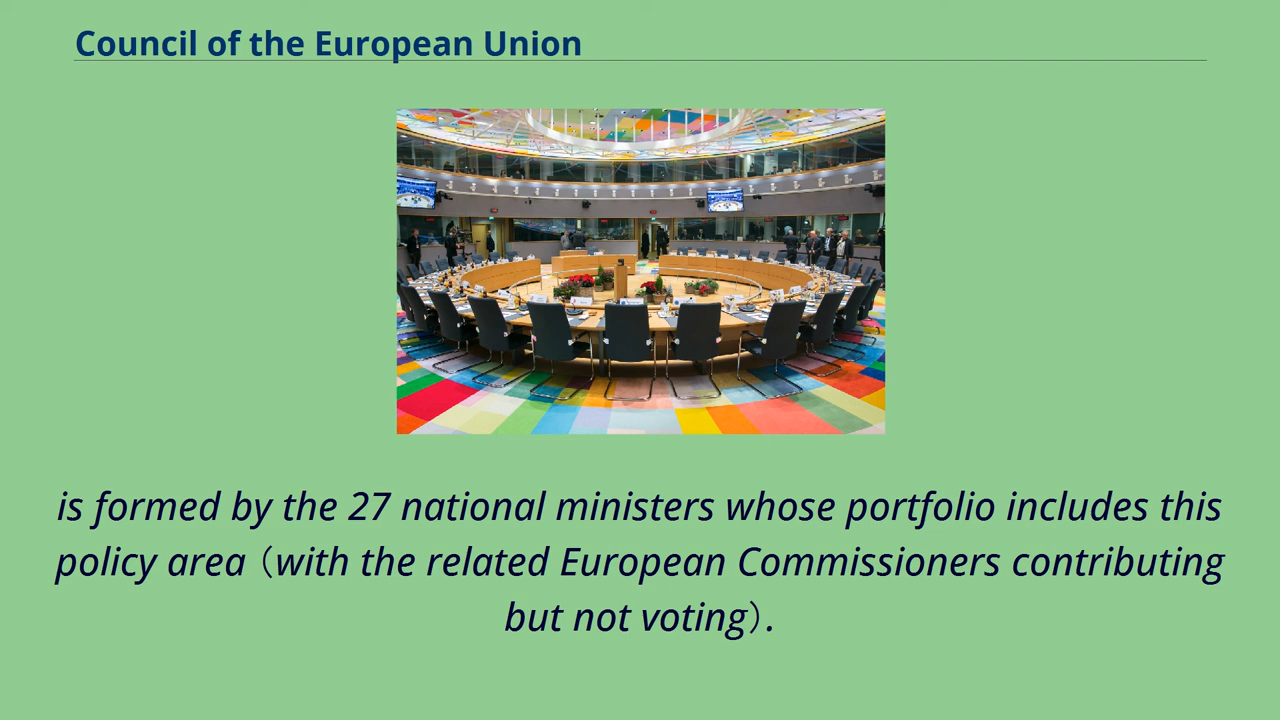 Council of the European Union
is formed by the 27 national ministers whose portfolio includes this
policy area（with the related European Commissioners contributing
but not voting）.